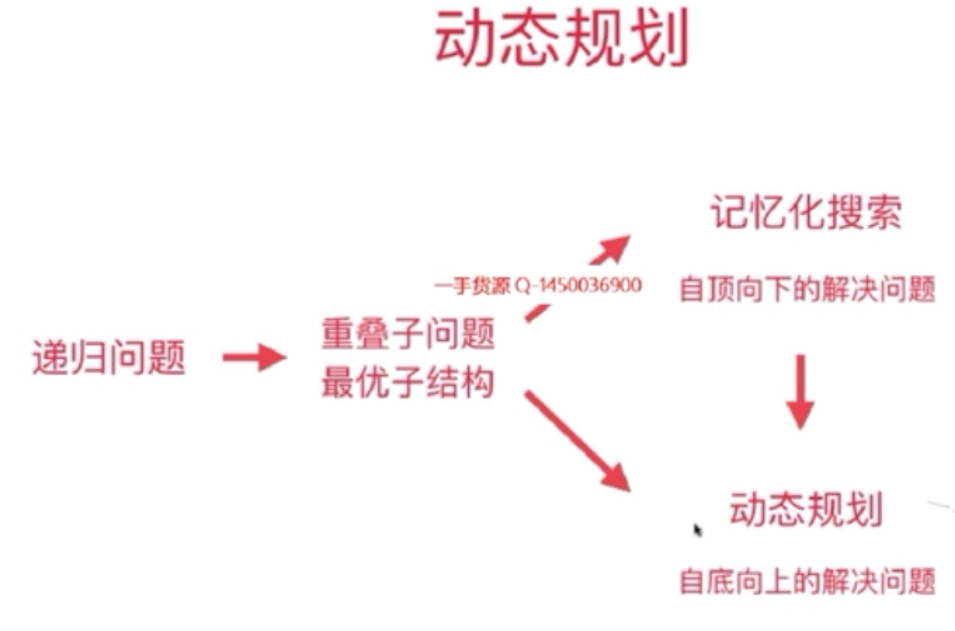 动态规划
记忆化搜索
一手货源 Q-1450036900
自顶向下的解决问题
重叠子问题
递归问题
最优子结构
动态规划
自底向上的解决问题